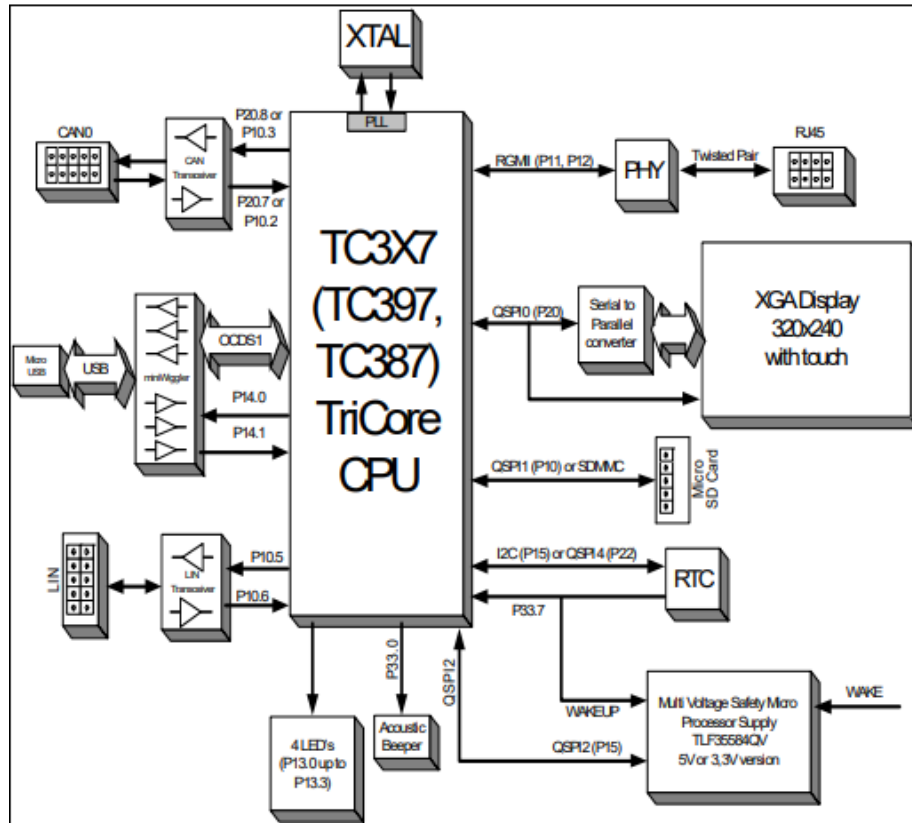 XTAL
PLL
CAN0
CAN
Transceiver
P20.8 or
P10.3
P20.7 or
P10.2
TC3X7
(TC397,
TC387)
TriCore
CPU
RGMII (P11, P12)
PHY
Twisted Pair
RJ45
QSPI0 (P20)
Serial to
Parallel
converter
XGA Display
320x240
with touch
Micro
USB
USB
miniWiggler
OCDS1
P14.0
P14.1
QSPI1 (P10) or SDMMC
Micro
SD Card
LIN
LIN
Transceiver
P10.5
P10.6
I2C (P15) or QSPI4 (P22)
RTC
P33.7
P33.0
QSPI2
WAKEUP
QSPI2 (P15)
4 LED's
(P13.0 up to
P13.3)
Acoustic
Beeper
Multi Voltage Safety Micro
Processor Supply
TLF35584QV
5V or 3,3V version
WAKE